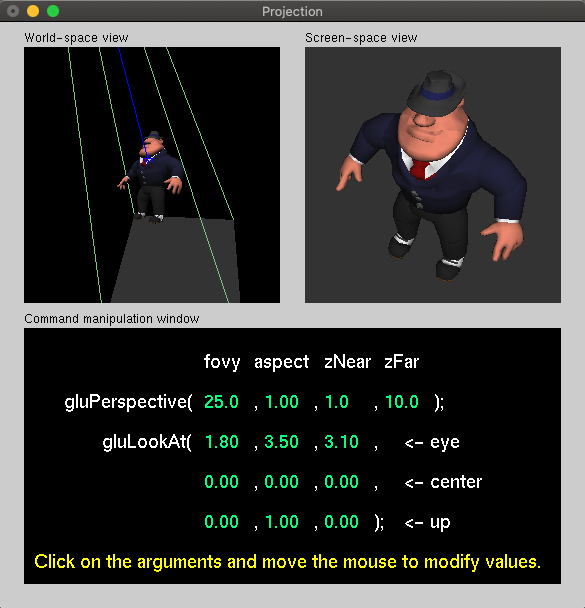 Projection
World-space view
Screen-space view
Command manipulation window
fovy aspect zNear zFar
gluPerspective( 25.0 , 1.00 , 1.0 , 10.0 );
gluLookAt( 1.80 , 3.50 , 3.10 , <- eye
0.00 , 0.00 , 0.00 , <- center
0.00 , 1.00 , 0.00 ); <- up
Click on the arguments and move the mouse to modify values.